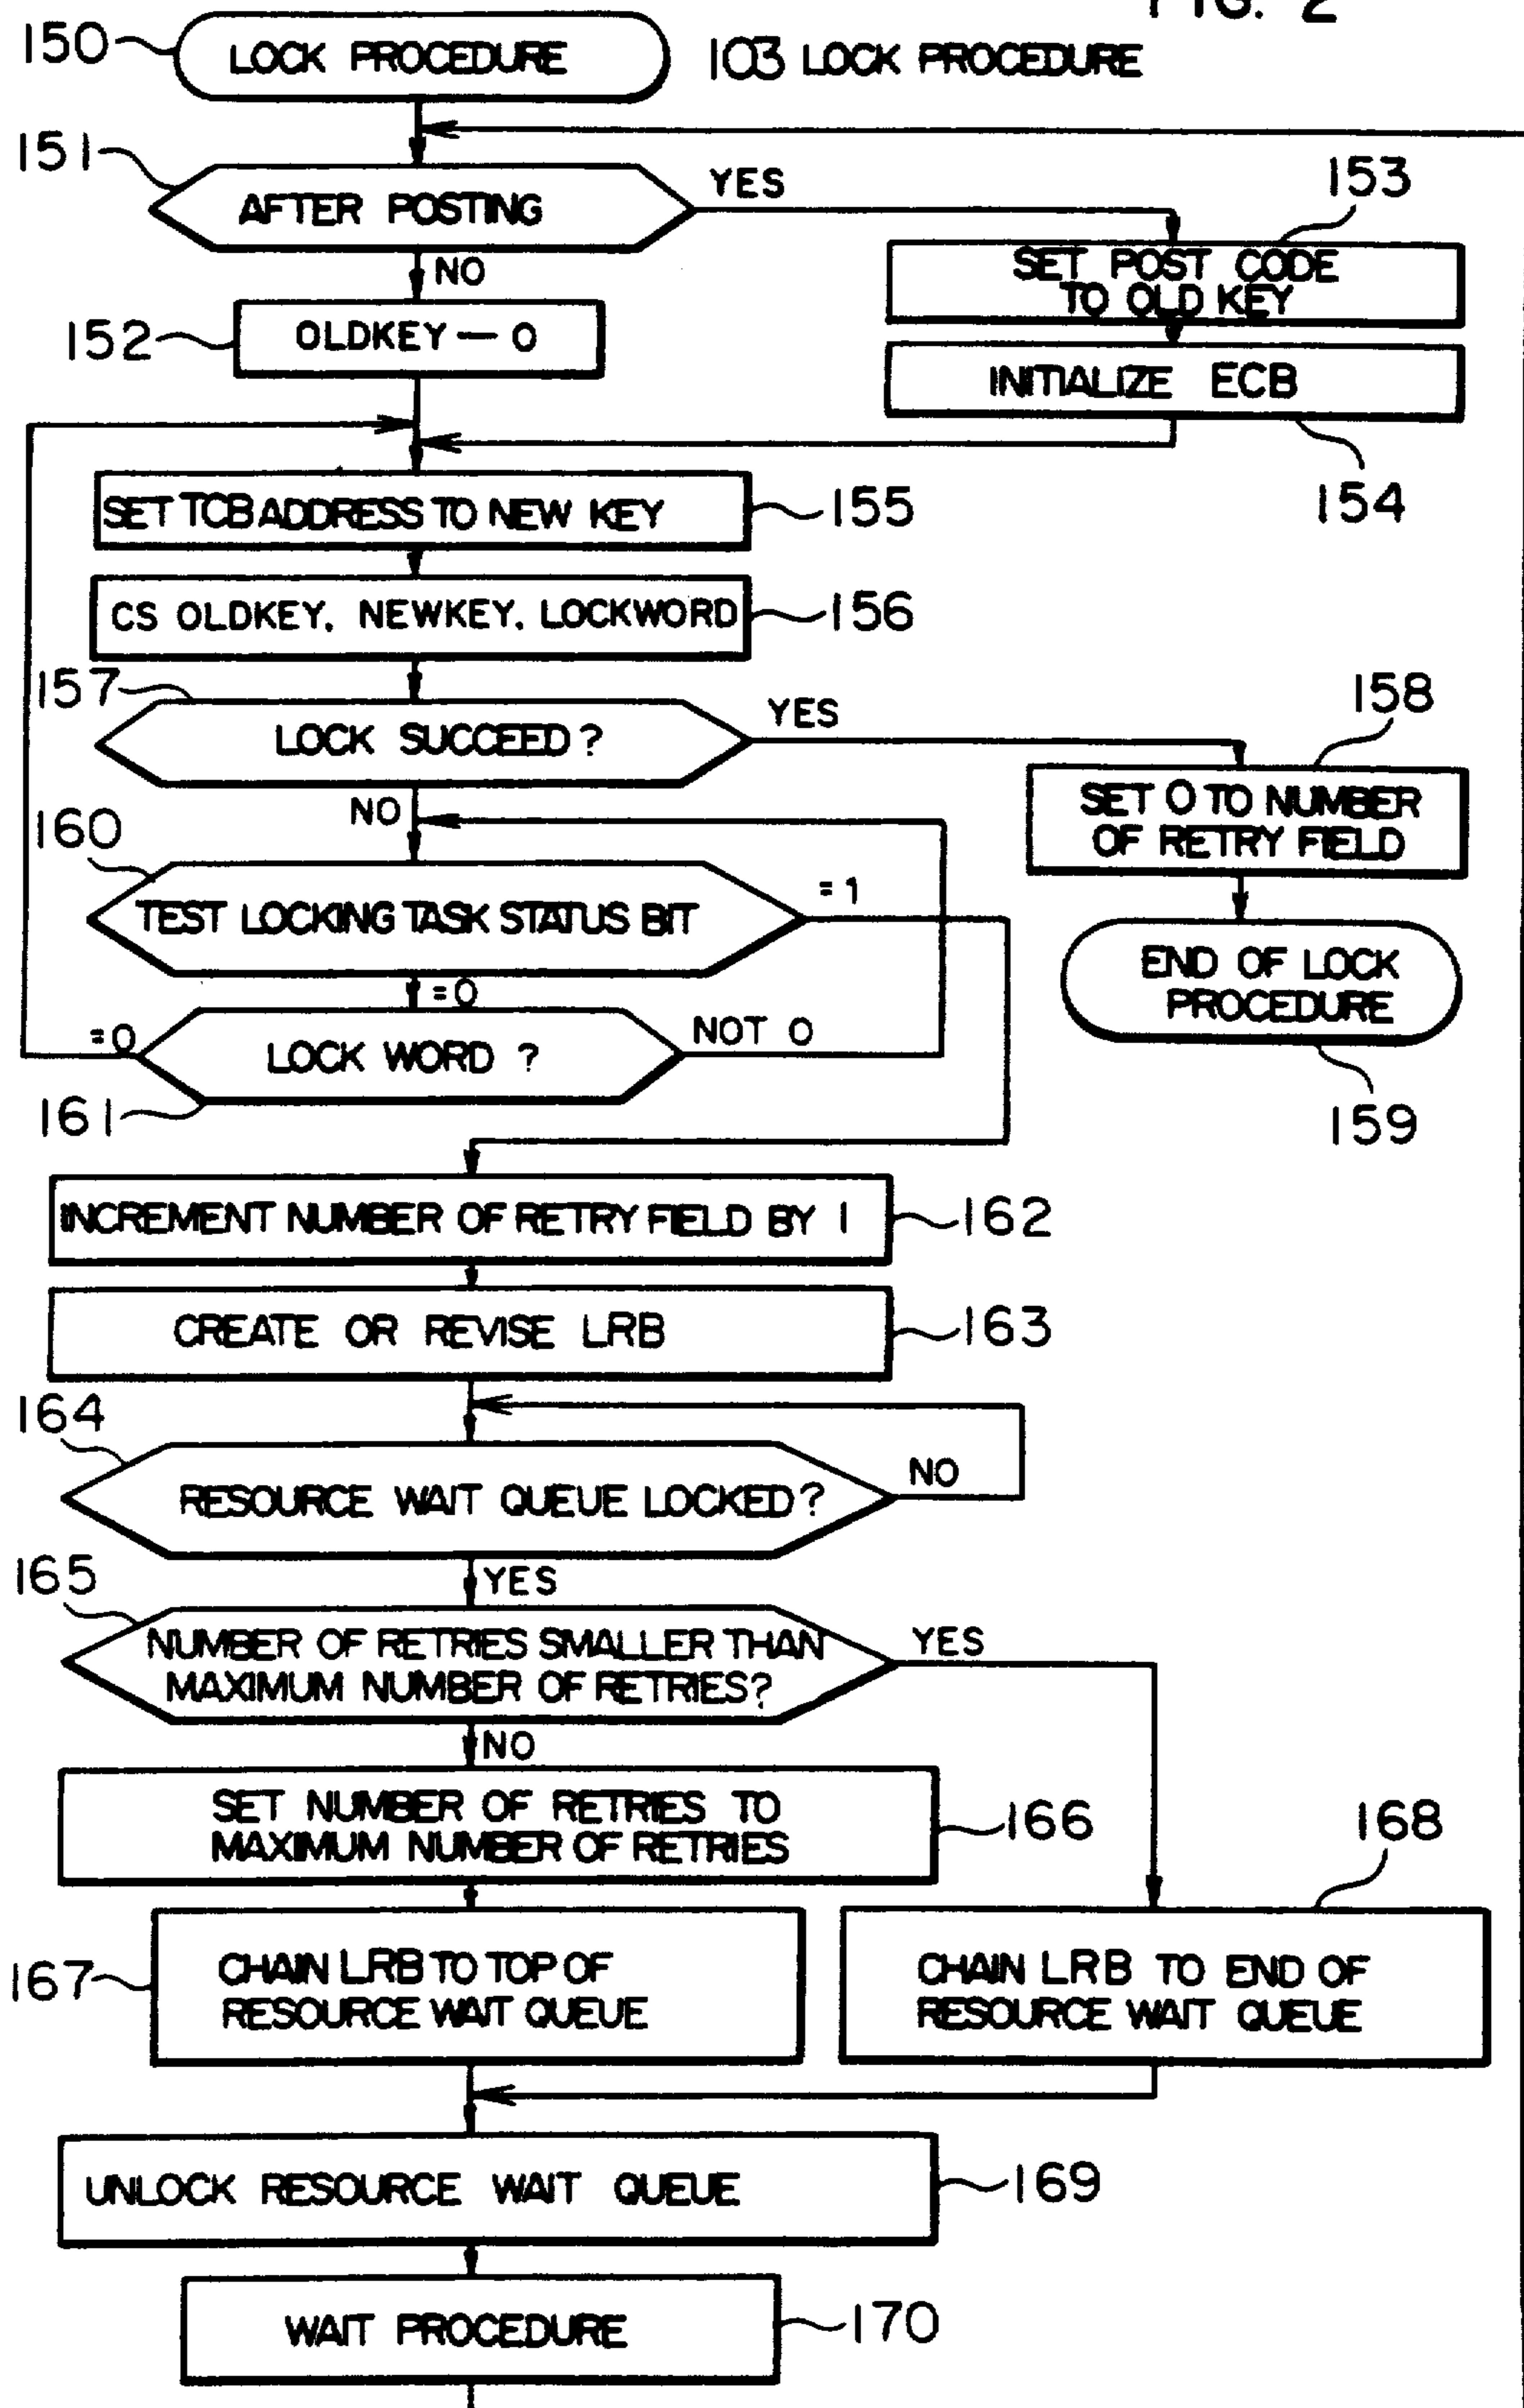 FIG. 2
150
LOCK PROCEDURE
103 LOCK PROCEDURE
151
AFTER POSTING
YES
153
SET POST CODE
TO OLD KEY
NO
152
OLDKEY — 0
INITIALIZE ECB
154
SET TCB ADDRESS TO NEW KEY
155
CS OLDKEY, NEWKEY, LOCKWORD
156
157
LOCK SUCCEED ?
YES
158
SET 0 TO NUMBER
OF RETRY FIELD
NO
160
TEST LOCKING TASK STATUS BIT
= 1
END OF LOCK
PROCEDURE
159
= 0
= 0
LOCK WORD ?
NOT 0
161
INCREMENT NUMBER OF RETRY FIELD BY 1
162
CREATE OR REVISE LRB
163
164
RESOURCE WAIT QUEUE LOCKED ?
NO
165
YES
NUMBER OF RETRIES SMALLER THAN
MAXIMUM NUMBER OF RETRIES?
YES
NO
SET NUMBER OF RETRIES TO
MAXIMUM NUMBER OF RETRIES
166
168
167
CHAIN LRB TO TOP OF
RESOURCE WAIT QUEUE
CHAIN LRB TO END OF
RESOURCE WAIT QUEUE
UNLOCK RESOURCE WAIT QUEUE
169
WAIT PROCEDURE
170